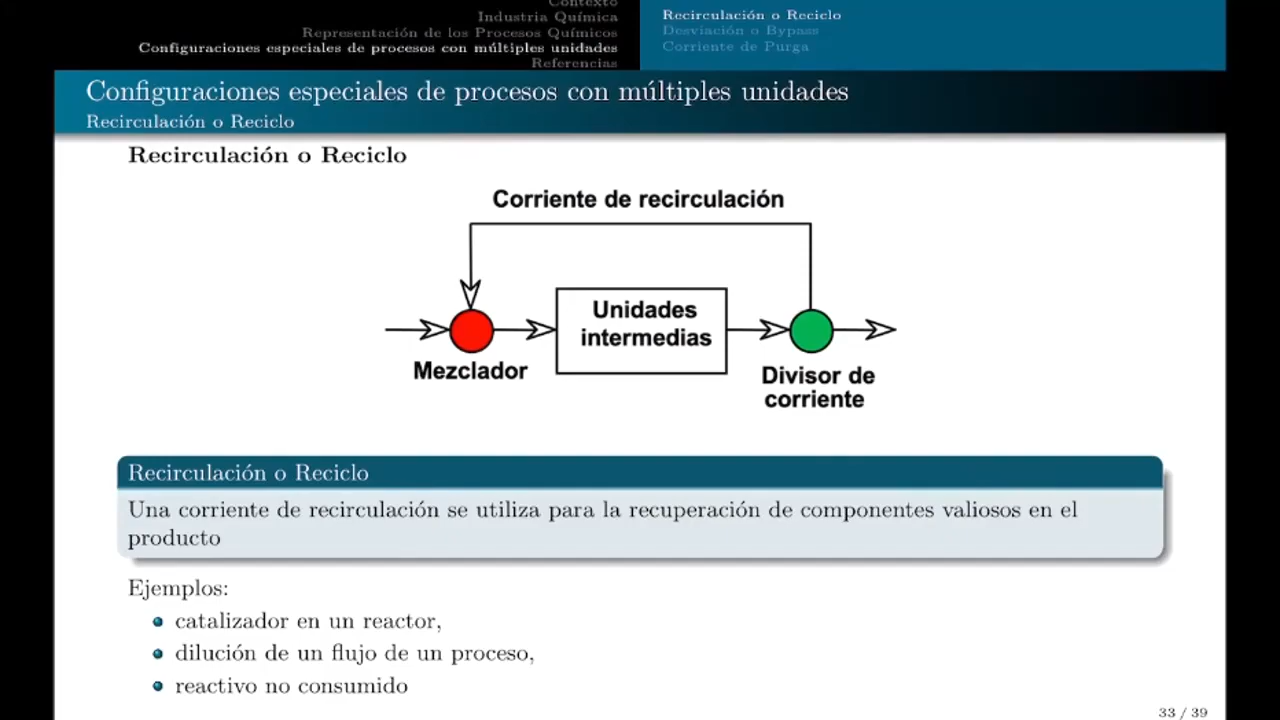 Contexto
Industria Química
Representación de los Procesos Químicos
Configuraciones especiales de procesos con múltiples unidades
Referencias
Recirculación o Reciclo
Desviación o Bypass
Corriente de Purga
Configuraciones especiales de procesos con múltiples unidades
Recirculación o Reciclo
Recirculación o Reciclo
Corriente de recirculación
Unidades
intermedias
Mezclador
Divisor de
corriente
Recirculación o Reciclo
Una corriente de recirculación se utiliza para la recuperación de componentes valiosos en el
producto
Ejemplos:
catalizador en un reactor,
dilución de un flujo de un proceso,
reactivo no consumido
33 / 39